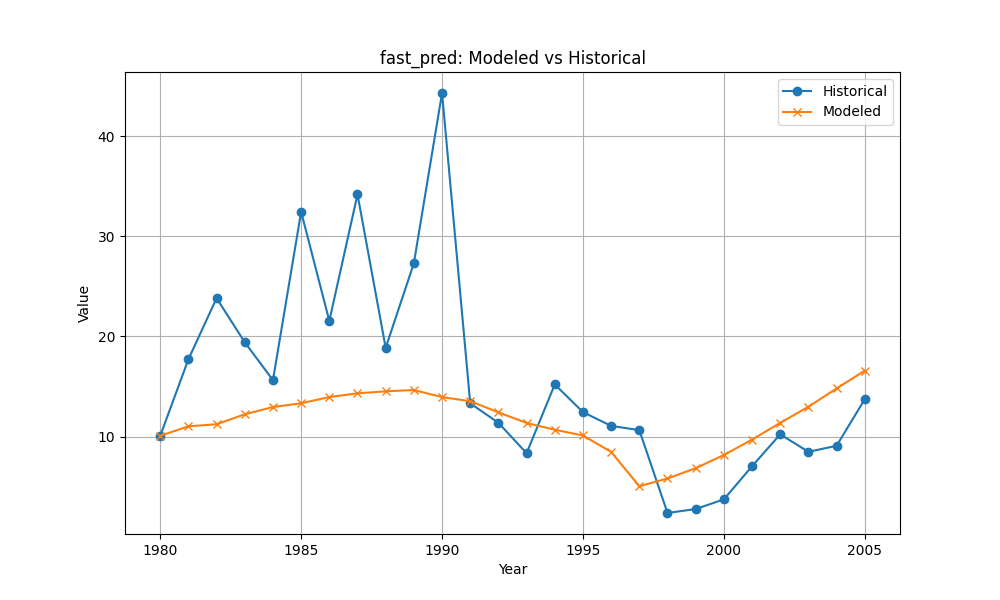 fast_pred: Modeled vs Historical
Historical
Modeled
Value
40
30
20
10
1980 1985 1990 1995 2000 2005
Year